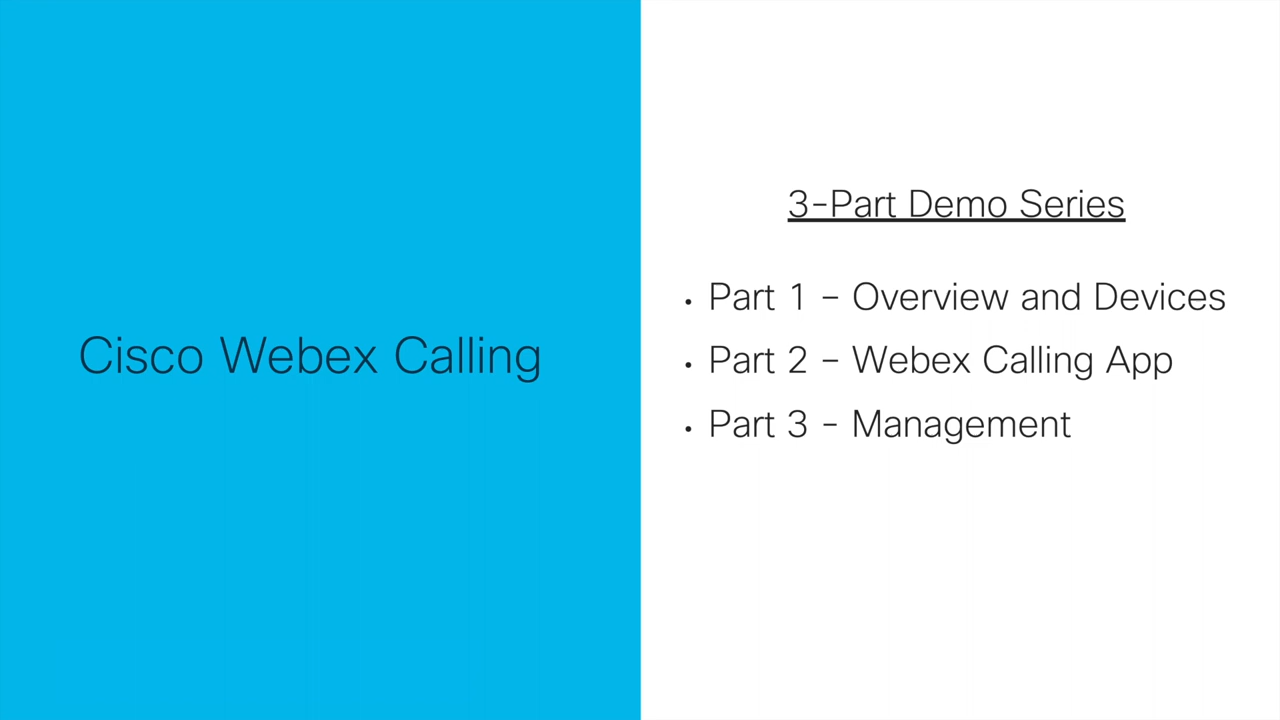 Cisco Webex Calling
3-Part Demo Series
• Part 1 – Overview and Devices
• Part 2 – Webex Calling App
• Part 3 - Management